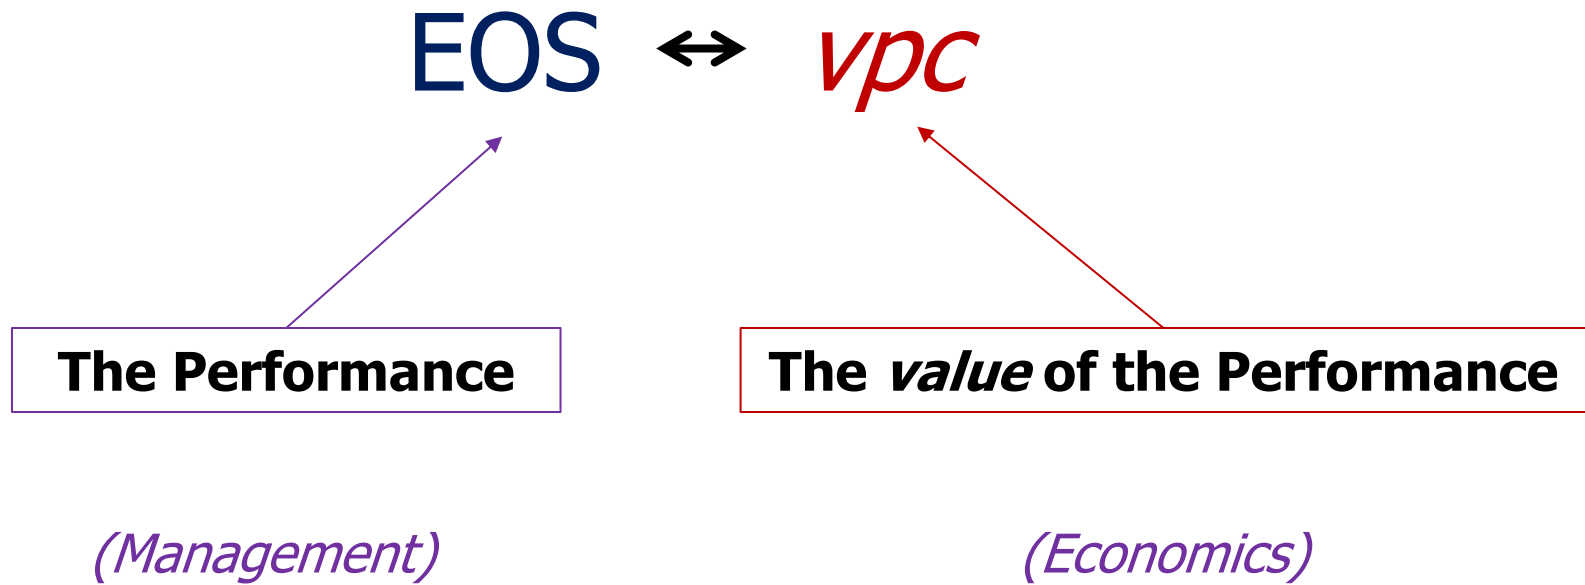 EOS ↔ vpc
The Performance
The value of the Performance
(Management)
(Economics)